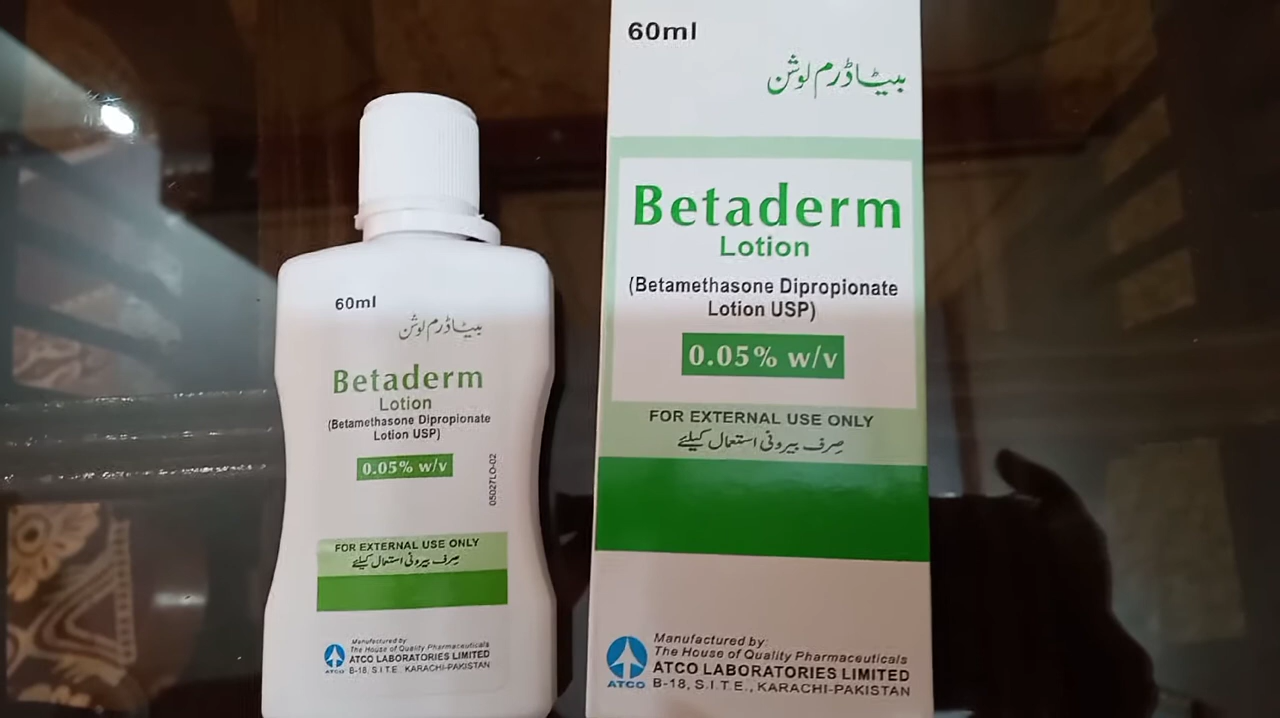 60ml
بیٹاڈرم لوشن
Betaderm
Lotion
(Betamethasone Dipropionate
Lotion USP)
0.05% w/v
05027LO-02
FOR EXTERNAL USE ONLY
صرف بیرونی استعمال کیلئے
Manufactured by:
The House of Quality Pharmaceuticals
ATCO LABORATORIES LIMITED
B-18, S.I.T.E., KARACHI-PAKISTAN
ATCO
60ml
بیٹاڈرم لوشن
Betaderm
Lotion
(Betamethasone Dipropionate
Lotion USP)
0.05% w/v
FOR EXTERNAL USE ONLY
صرف بیرونی استعمال کیلئے
Manufactured by:
The House of Quality Pharmaceuticals
ATCO LABORATORIES LIMITED
B-18, S.I.T.E., KARACHI-PAKISTAN
ATCO